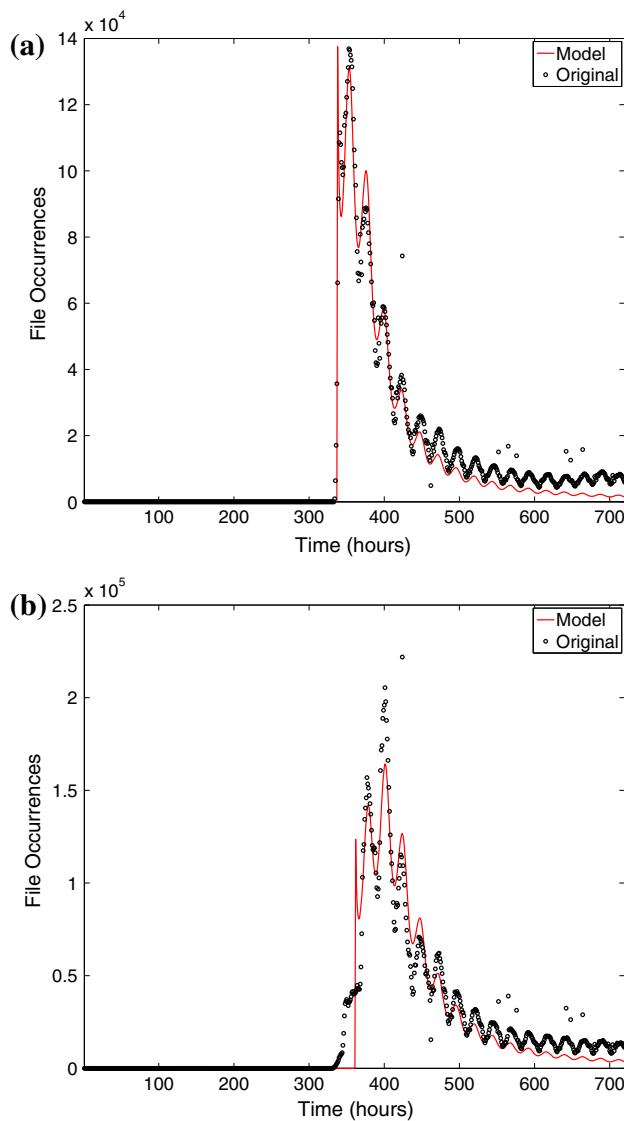 (a)
x 10^4
14
12
10
8
6
4
2
0
File Occurrences
100 200 300 400 500 600 700
Time (hours)
Model
Original
(b)
x 10^5
2.5
2
1.5
1
0.5
0
File Occurrences
100 200 300 400 500 600 700
Time (hours)
Model
Original